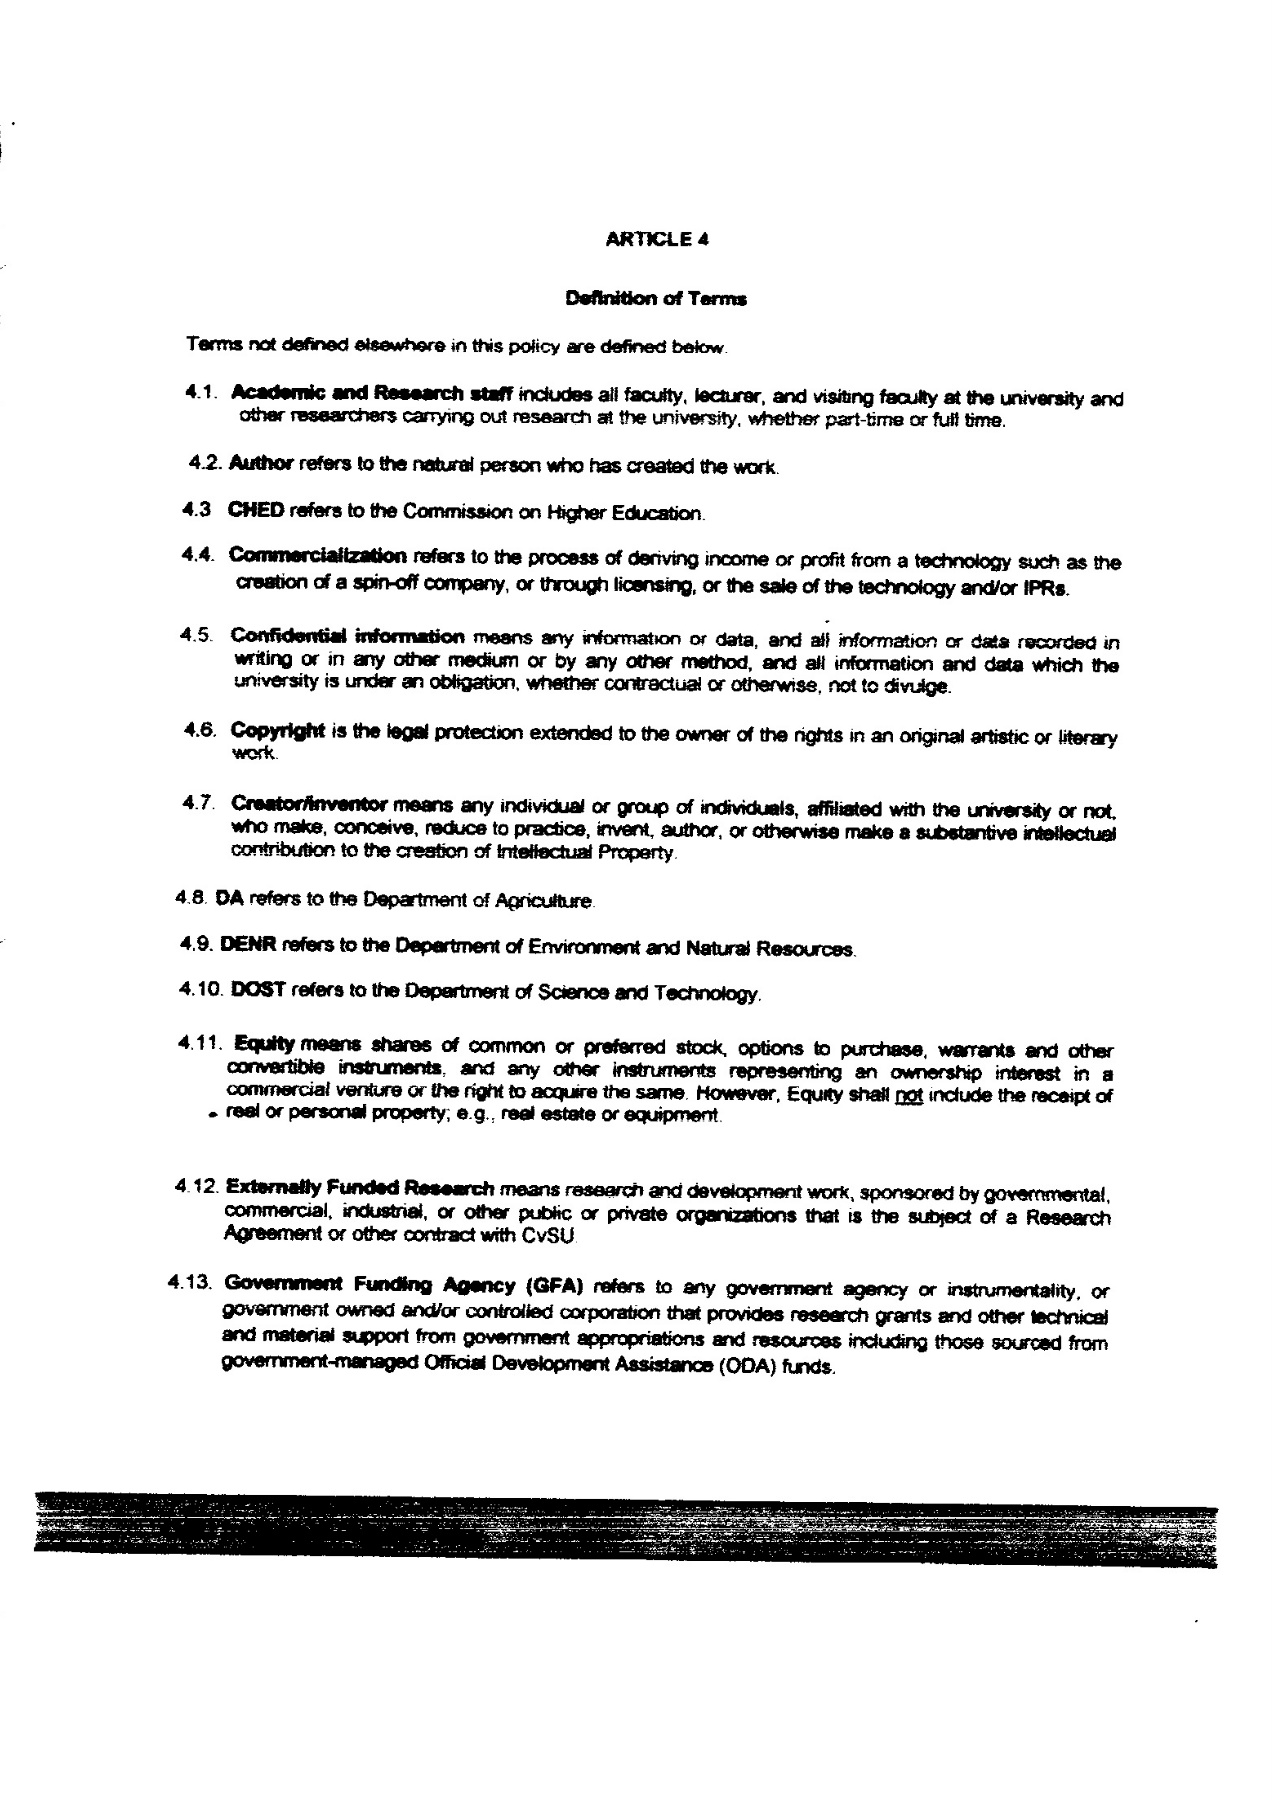 ARTICLE 4
Definition of Terms
Terms not defined elsewhere in this policy are defined below.
4.1. Academic and Research staff includes all faculty, lecturer, and visiting faculty at the university and
other researchers carrying out research at the university, whether part-time or full time.
4.2. Author refers to the natural person who has created the work.
4.3 CHED refers to the Commission on Higher Education.
4.4. Commercialization refers to the process of deriving income or profit from a technology such as the
creation of a spin-off company, or through licensing, or the sale of the technology and/or IPRs.
4.5. Confidential information means any information or data, and all information or data recorded in
writing or in any other medium or by any other method, and all information and data which the
university is under an obligation, whether contractual or otherwise, not to divulge.
4.6. Copyright is the legal protection extended to the owner of the rights in an original artistic or literary
work.
4.7. Creator/Inventor means any individual or group of individuals, affiliated with the university or not,
who make, conceive, reduce to practice, invent, author, or otherwise make a substantive intellectual
contribution to the creation of Intellectual Property.
4.8. DA refers to the Department of Agriculture.
4.9. DENR refers to the Department of Environment and Natural Resources.
4.10. DOST refers to the Department of Science and Technology.
4.11. Equity means shares of common or preferred stock, options to purchase, warrants and other
convertible instruments, and any other instruments representing an ownership interest in a
commercial venture or the right to acquire the same. However, Equity shall not include the receipt of
real or personal property; e.g., real estate or equipment.
4.12. Externally Funded Research means research and development work, sponsored by governmental,
commercial, industrial, or other public or private organizations that is the subject of a Research
Agreement or other contract with CvSU.
4.13. Government Funding Agency (GFA) refers to any government agency or instrumentality, or
government owned and/or controlled corporation that provides research grants and other technical
and material support from government appropriations and resources including those sourced from
government-managed Official Development Assistance (ODA) funds.